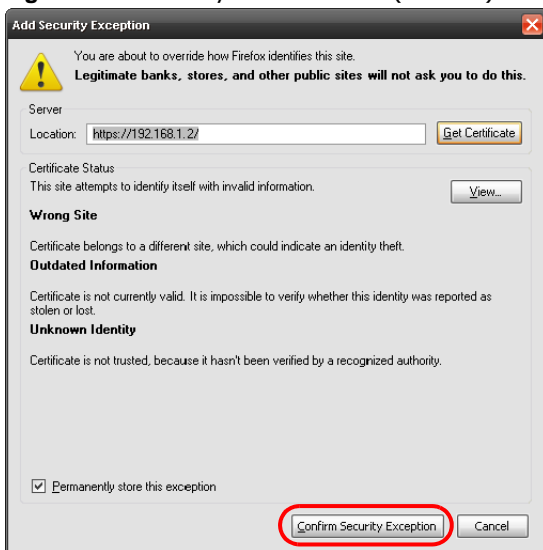 Add Security Exception
You are about to override how Firefox identifies this site.
Legitimate banks, stores, and other public sites will not ask you to do this.
Server
Location: https://192.168.1.2/ Get Certificate
Certificate Status
This site attempts to identify itself with invalid information. View...
Wrong Site
Certificate belongs to a different site, which could indicate an identity theft.
Outdated Information
Certificate is not currently valid. It is impossible to verify whether this identity was reported as
stolen or lost.
Unknown Identity
Certificate is not trusted, because it hasn't been verified by a recognized authority.
Permanently store this exception
Confirm Security Exception Cancel